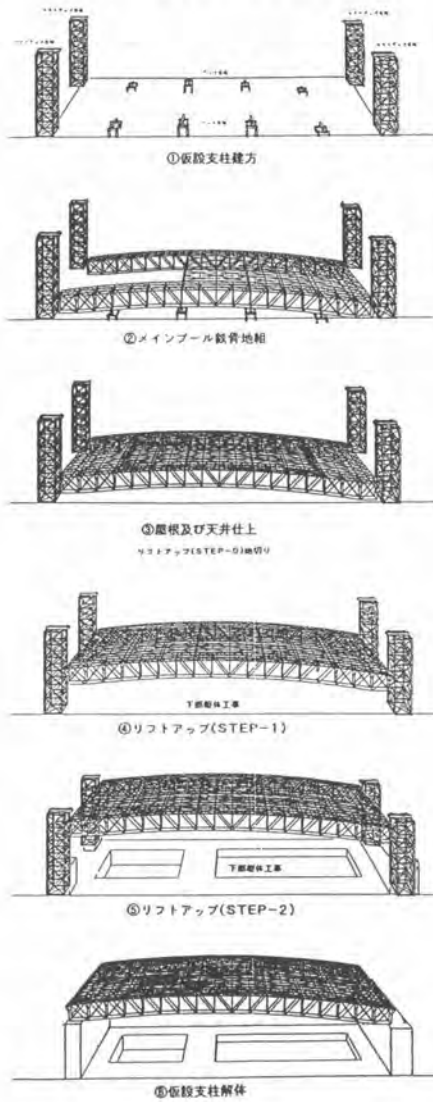 ①仮設支柱建方
②メインプール鉄骨地組
③屋根及び天井仕上
リフトアップ(STEP-0)地切り
下部躯体工事
④リフトアップ(STEP-1)
下部躯体工事
⑤リフトアップ(STEP-2)
⑥仮設支柱解体